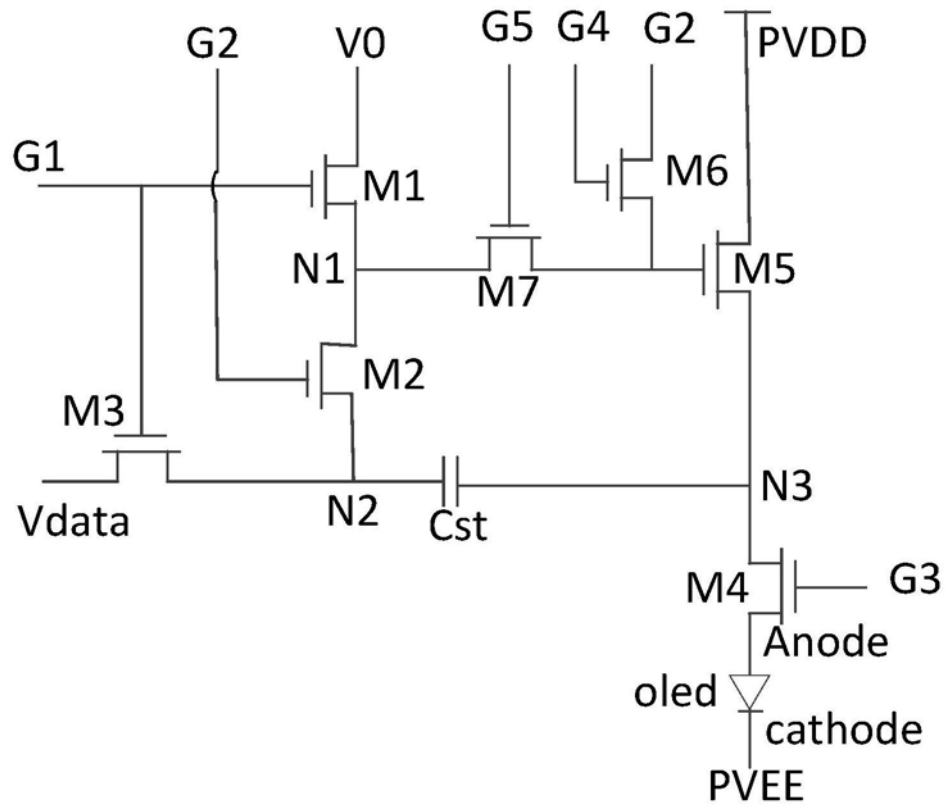 G2
V0
G5
G4
G2
PVDD
G1
M1
M6
N1
M7
M5
M2
M3
Vdata
N2
Cst
N3
M4
G3
Anode
oled
cathode
PVEE